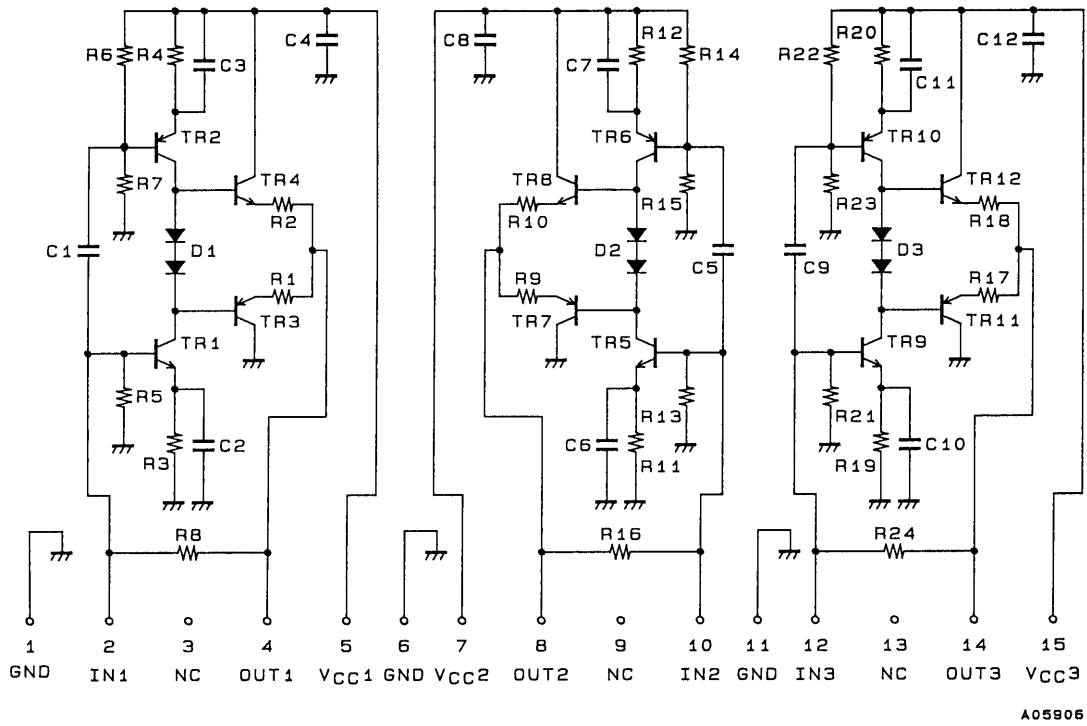 R6 R4 C3 C4 C8 C7 R12 R14 R22 R20 C11 C12
TR2 TR6 TR10
R7 TR4 TR8 R15 R23 TR12
R2 R10 R18
C1 D1 D2 C5 C9 D3
R1 R9 R17
TR3 TR7 TR11
TR1 TR5 TR9
R5 R13 R21
R3 C2 C6 R11 R19 C10
R8 R16 R24
1 2 3 4 5 6 7 8 9 10 11 12 13 14 15
GND IN1 NC OUT1 VCC1 GND VCC2 OUT2 NC IN2 GND IN3 NC OUT3 VCC3
A05906